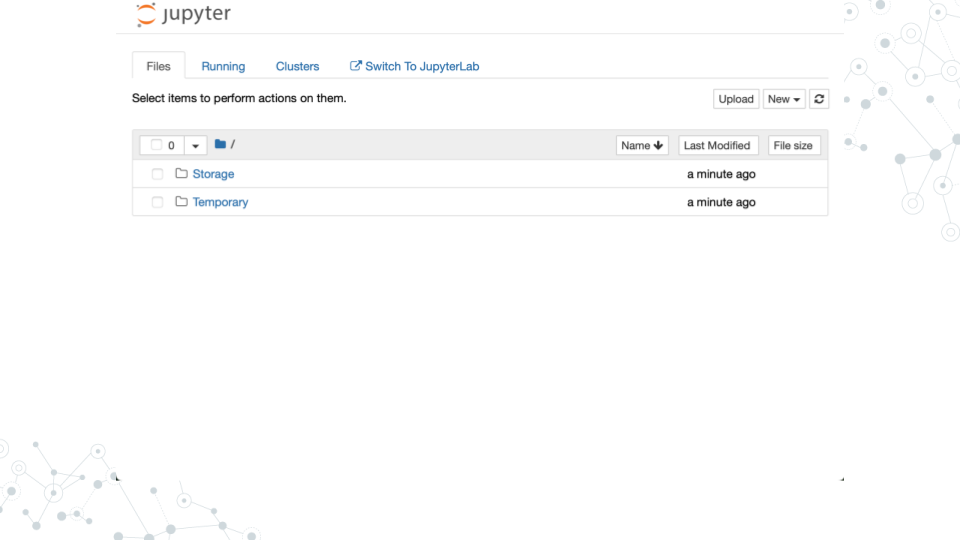 jupyter
Files Running Clusters Switch To JupyterLab
Select items to perform actions on them. Upload New
0 / Name Last Modified File size
Storage a minute ago
Temporary a minute ago